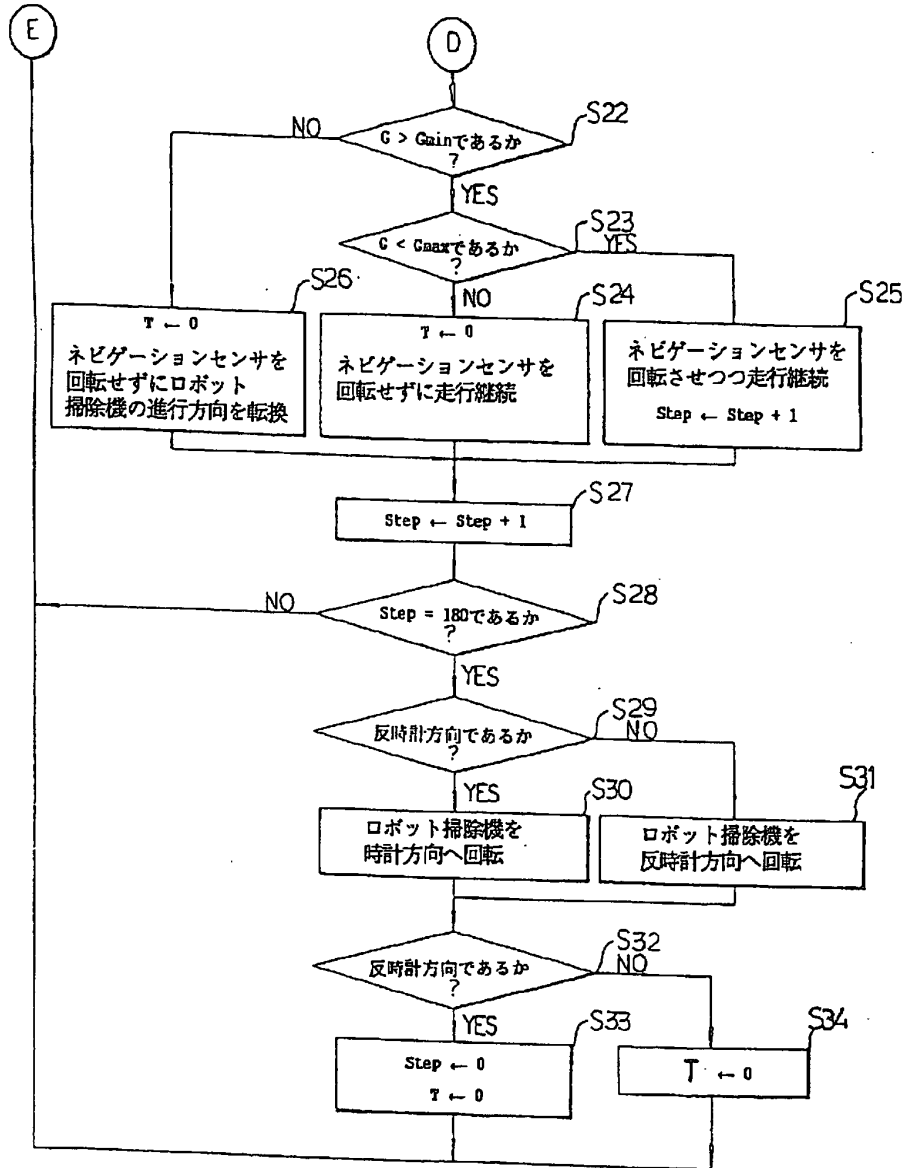 E
D
S22
NO
G > Gminであるか
?
YES
S23
G < Gmaxであるか
?
YES
NO
S26
T ← 0
ネビゲーションセンサを
回転せずにロボット
掃除機の進行方向を転換
S24
T ← 0
ネビゲーションセンサを
回転せずに走行継続
S25
ネビゲーションセンサを
回転させつつ走行継続
Step ← Step + 1
S27
Step ← Step + 1
S28
NO
Step = 180であるか
?
YES
S29
反時計方向であるか
?
NO
YES
S30
ロボット掃除機を
時計方向へ回転
S31
ロボット掃除機を
反時計方向へ回転
S32
反時計方向であるか
?
NO
YES
S33
Step ← 0
T ← 0
S34
T ← 0